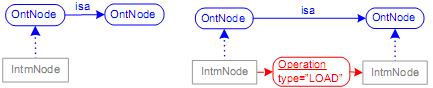 isa
OntNode OntNode
IntmNode
isa
OntNode OntNode
IntmNode
Operation
type="LOAD"
IntmNode